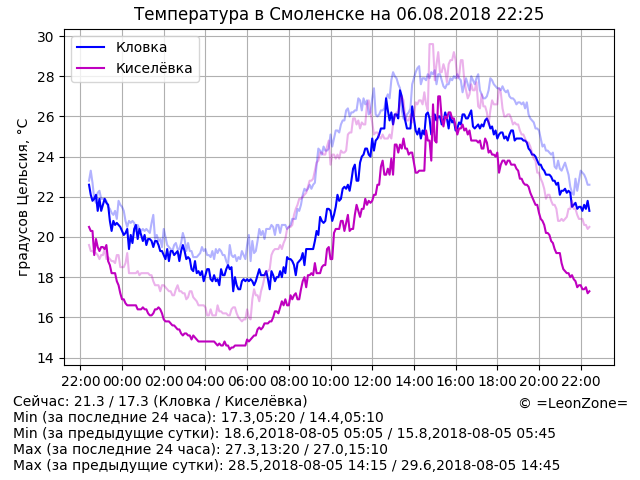 Температура в Смоленске на 06.08.2018 22:25
градусов Цельсия, °C
30
28
26
24
22
20
18
16
14
Кловка
Киселёвка
22:00 00:00 02:00 04:00 06:00 08:00 10:00 12:00 14:00 16:00 18:00 20:00 22:00
Сейчас: 21.3 / 17.3 (Кловка / Киселёвка)
© =LeonZone=
Min (за последние 24 часа): 17.3,05:20 / 14.4,05:10
Min (за предыдущие сутки): 18.6,2018-08-05 05:05 / 15.8,2018-08-05 05:45
Max (за последние 24 часа): 27.3,13:20 / 27.0,15:10
Max (за предыдущие сутки): 28.5,2018-08-05 14:15 / 29.6,2018-08-05 14:45